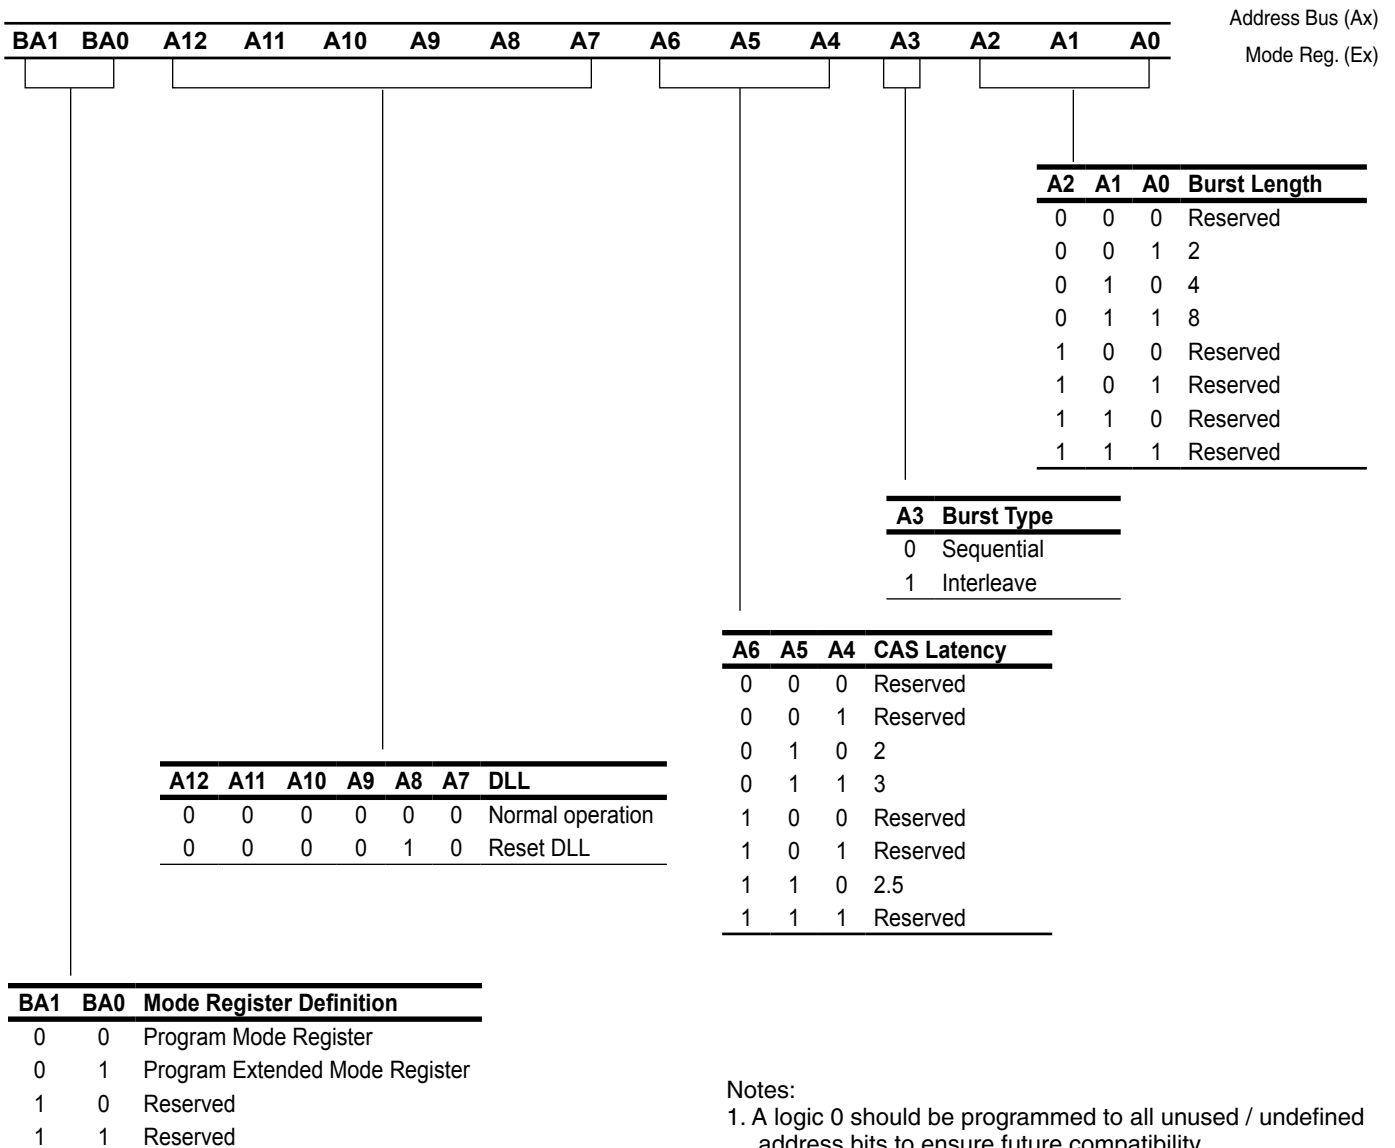 Address Bus (Ax)
BA1 BA0 A12 A11 A10 A9 A8 A7 A6 A5 A4 A3 A2 A1 A0
Mode Reg. (Ex)
A2 A1 A0 Burst Length
0 0 0 Reserved
0 0 1 2
0 1 0 4
0 1 1 8
1 0 0 Reserved
1 0 1 Reserved
1 1 0 Reserved
1 1 1 Reserved
A3 Burst Type
0 Sequential
1 Interleave
A6 A5 A4 CAS Latency
0 0 0 Reserved
0 0 1 Reserved
0 1 0 2
0 1 1 3
1 0 0 Reserved
1 0 1 Reserved
1 1 0 2.5
1 1 1 Reserved
A12 A11 A10 A9 A8 A7 DLL
0 0 0 0 0 0 Normal operation
0 0 0 0 1 0 Reset DLL
BA1 BA0 Mode Register Definition
0 0 Program Mode Register
0 1 Program Extended Mode Register
1 0 Reserved
1 1 Reserved
Notes:
1. A logic 0 should be programmed to all unused / undefined
address bits to ensure future compatibility.